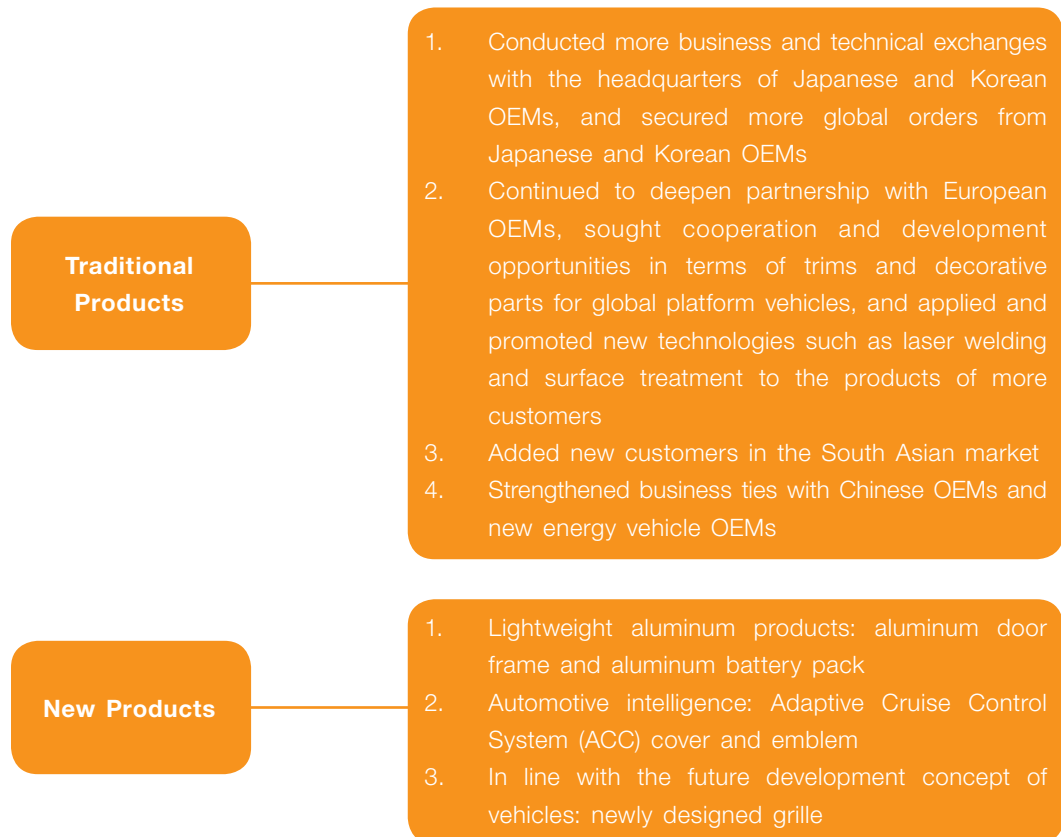 Traditional
Products
1. Conducted more business and technical exchanges
with the headquarters of Japanese and Korean
OEMs, and secured more global orders from
Japanese and Korean OEMs
2. Continued to deepen partnership with European
OEMs, sought cooperation and development
opportunities in terms of trims and decorative
parts for global platform vehicles, and applied and
promoted new technologies such as laser welding
and surface treatment to the products of more
customers
3. Added new customers in the South Asian market
4. Strengthened business ties with Chinese OEMs and
new energy vehicle OEMs
New Products
1. Lightweight aluminum products: aluminum door
frame and aluminum battery pack
2. Automotive intelligence: Adaptive Cruise Control
System (ACC) cover and emblem
3. In line with the future development concept of
vehicles: newly designed grille